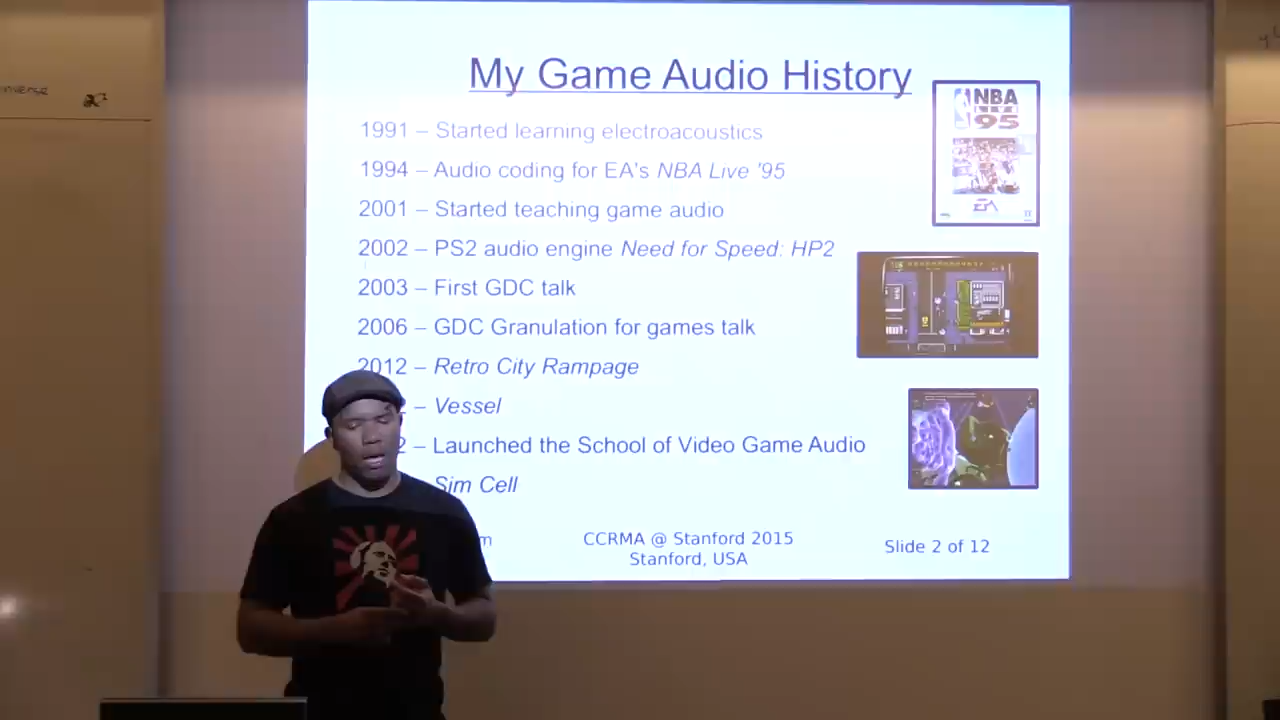 My Game Audio History
1991 – Started learning electroacoustics
1994 – Audio coding for EA's NBA Live '95
2001 – Started teaching game audio
2002 – PS2 audio engine Need for Speed: HP2
2003 – First GDC talk
2006 – GDC Granulation for games talk
2012 – Retro City Rampage
– Vessel
2 – Launched the School of Video Game Audio
Sim Cell
m
CCRMA @ Stanford 2015
Stanford, USA
Slide 2 of 12
NBA
95
EA